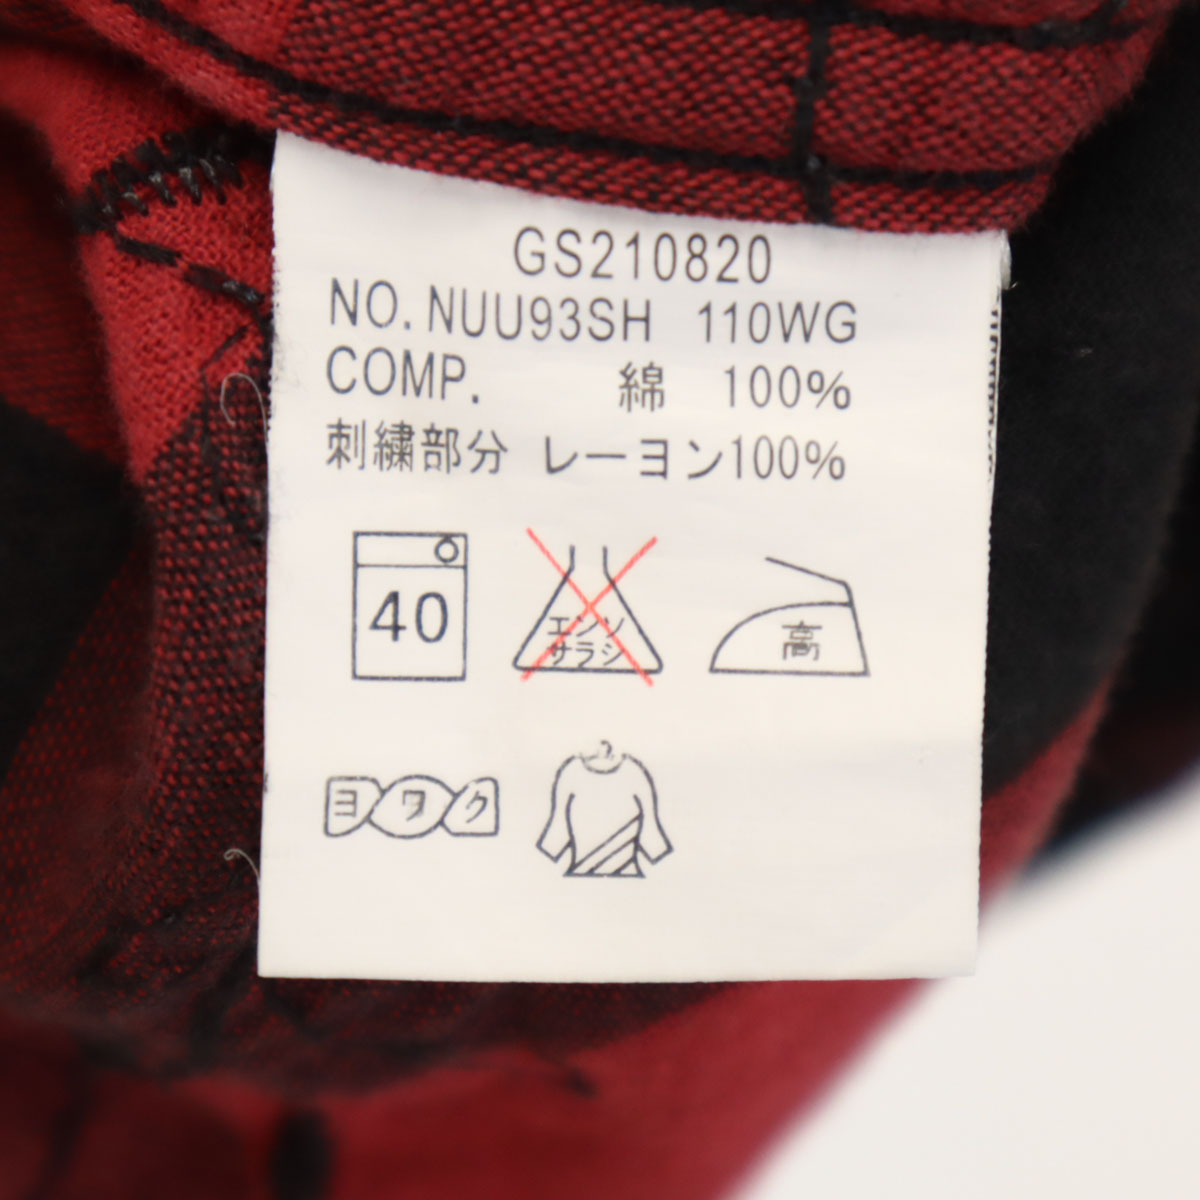 GS210820
NO. NUU93SH 110WG
COMP. 綿 100%
刺繍部分 レーヨン100%
40
エンソ
サラシ
高
ヨワク